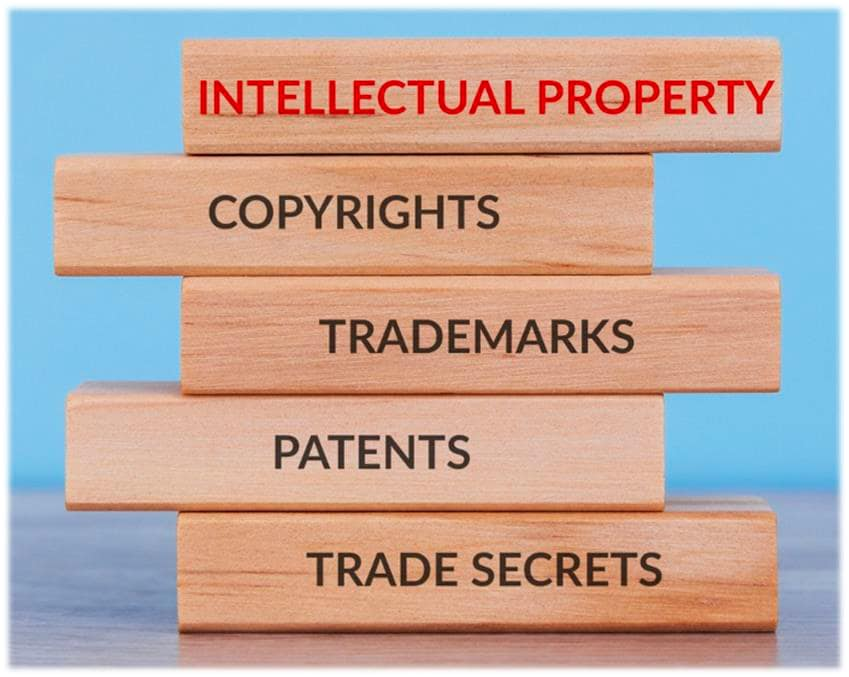 INTELLECTUAL PROPERTY
COPYRIGHTS
TRADEMARKS
PATENTS
TRADE SECRETS